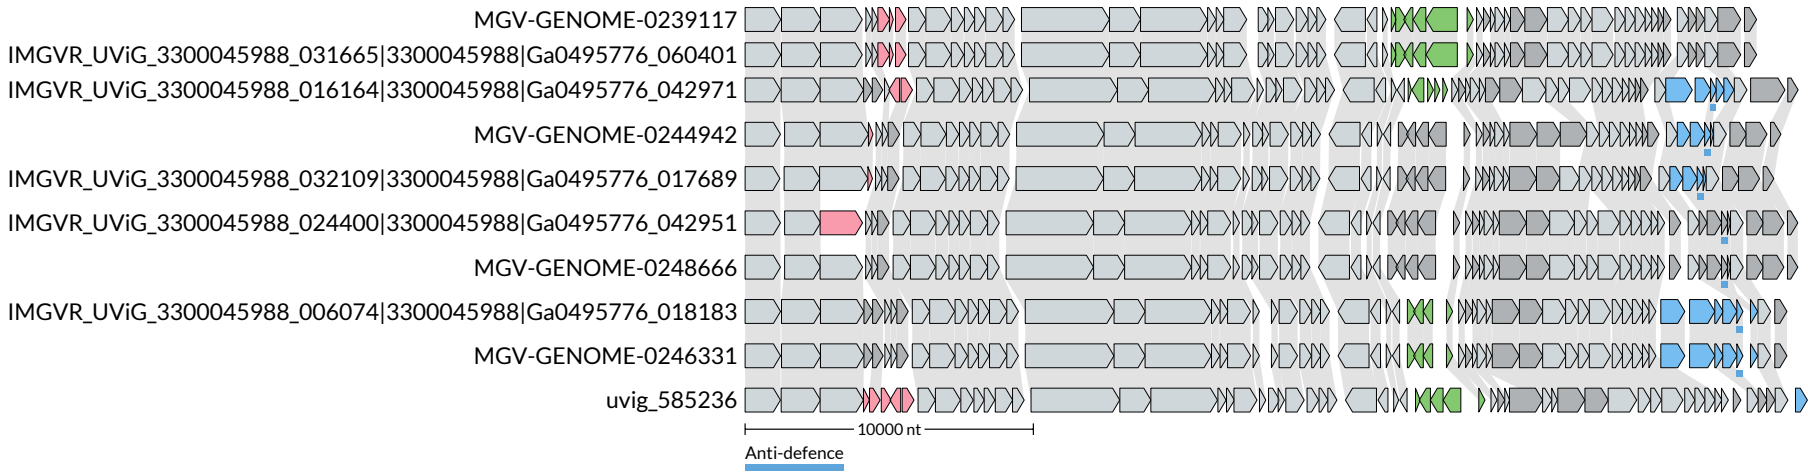 MGV-GENOME-0239117
IMGVR_UViG_3300045988_031665|3300045988|Ga0495776_060401
IMGVR_UViG_3300045988_016164|3300045988|Ga0495776_042971
MGV-GENOME-0244942
IMGVR_UViG_3300045988_032109|3300045988|Ga0495776_017689
IMGVR_UViG_3300045988_024400|3300045988|Ga0495776_042951
MGV-GENOME-0248666
IMGVR_UViG_3300045988_006074|3300045988|Ga0495776_018183
MGV-GENOME-0246331
uvig_585236
10000 nt
Anti-defence